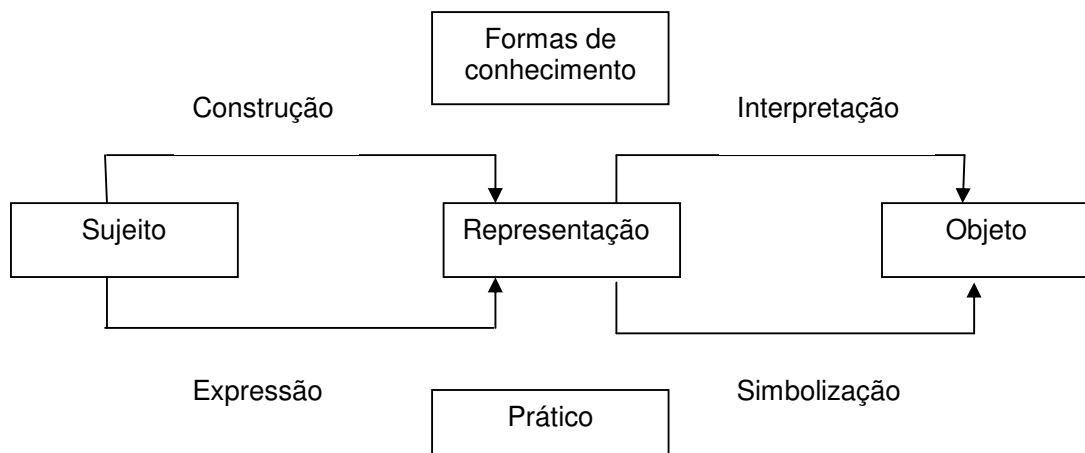 Formas de
conhecimento
Construção
Interpretação
Sujeito
Representação
Objeto
Expressão
Simbolização
Prático